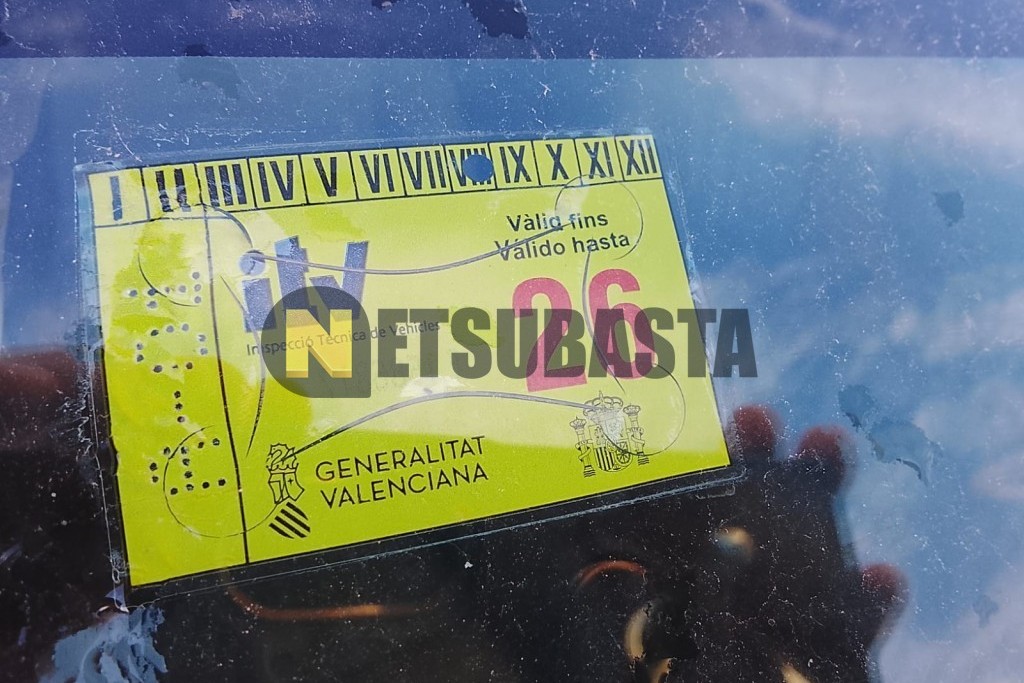 I II III IV V VI VII VIII IX X XI XII
Vàlid fins
Válido hasta
itv
26
Inspecció Tècnica de Vehicles
NETSUBASTA
GENERALITAT
VALENCIANA